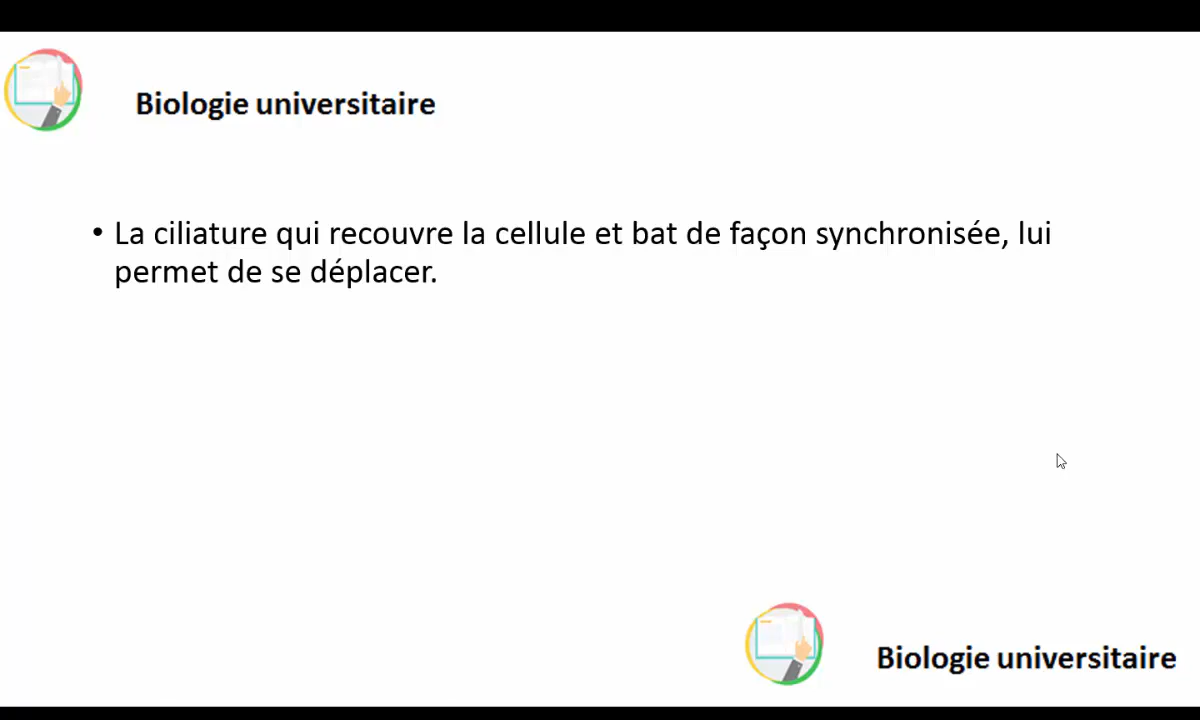 Biologie universitaire
• La ciliature qui recouvre la cellule et bat de façon synchronisée, lui
permet de se déplacer.
Biologie universitaire